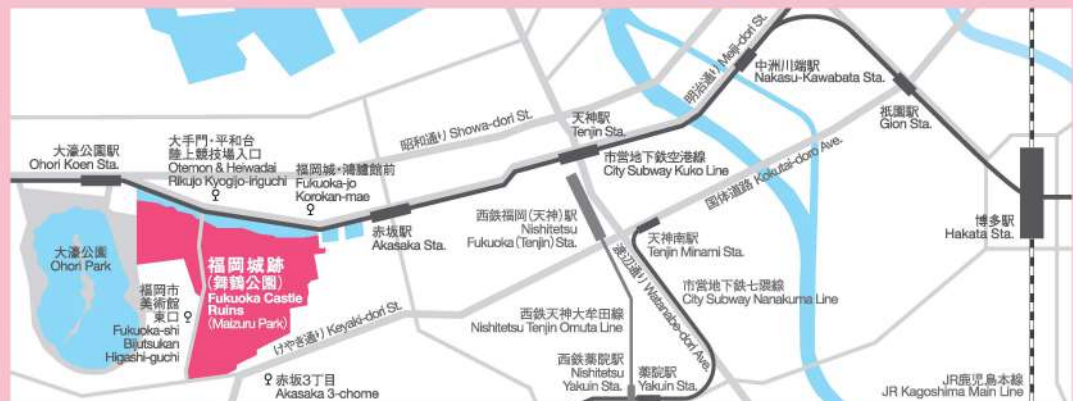 大濠公園駅
Ohori Koen Sta.
大手門・平和台
陸上競技場入口
Otemon & Heiwadai
Rikujo Kyogijo-iriguchi
福岡城・鴻臚館前
Fukuoka-jo
Korokan-mae
昭和通り Showa-dori St.
赤坂駅
Akasaka Sta.
天神駅
Tenjin Sta.
明治通り Meiji-dori St.
中洲川端駅
Nakasu-Kawabata Sta.
祇園駅
Gion Sta.
市営地下鉄空港線
City Subway Kuko Line
国体道路 Kokutai-doro Ave.
博多駅
Hakata Sta.
大濠公園
Ohori Park
福岡城跡
(舞鶴公園)
Fukuoka Castle
Ruins
(Maizuru Park)
福岡市
美術館
東口
Fukuoka-shi
Bijutsukan
Higashi-guchi
けやき通り Keyaki-dori St.
赤坂3丁目
Akasaka 3-chome
西鉄福岡(天神)駅
Nishitetsu
Fukuoka (Tenjin) Sta.
天神南駅
Tenjin Minami Sta.
渡辺通り Watanabe-dori Ave.
市営地下鉄七隈線
City Subway Nanakuma Line
西鉄天神大牟田線
Nishitetsu Tenjin Omuta Line
西鉄薬院駅
Nishitetsu
Yakuin Sta.
薬院駅
Yakuin Sta.
JR鹿児島本線
JR Kagoshima Main Line